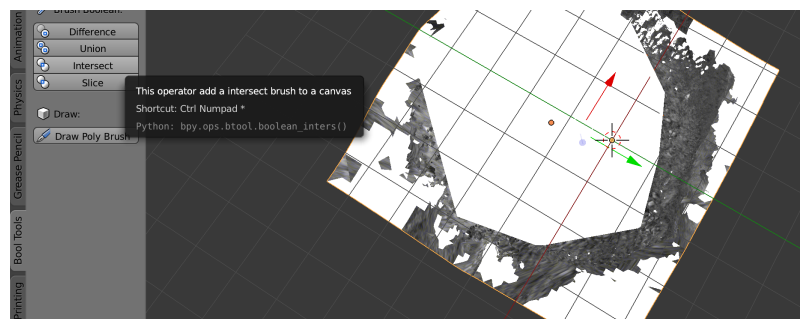 Brush Boolean:
Difference
Union
Intersect
Slice
Draw:
Draw Poly Brush
This operator add a intersect brush to a canvas
Shortcut: Ctrl Numpad *
Python: bpy.ops.btool.boolean_inters()
Animation
Physics
Grease Pencil
Bool Tools
Printing